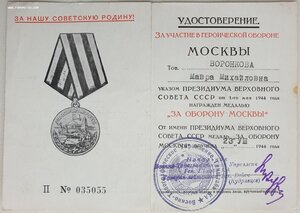 ЗА НАШУ СОВЕТСКУЮ РОДИНУ!
II № 035055
УДОСТОВЕРЕНИЕ
ЗА УЧАСТИЕ В ГЕРОИЧЕСКОЙ ОБОРОНЕ
МОСКВЫ
Тов. ВОРОНКОВА
Мавра Михайловна
УКАЗОМ ПРЕЗИДИУМА ВЕРХОВНОГО
СОВЕТА СССР от 1-го мая 1944 года
НАГРАЖДЕН МЕДАЛЬЮ
„ЗА ОБОРОНУ МОСКВЫ"
От имени ПРЕЗИДИУМА ВЕРХОВНОГО
СОВЕТА СССР МЕДАЛЬ „ЗА ОБОРОНУ
МОСКВЫ" 1944 года